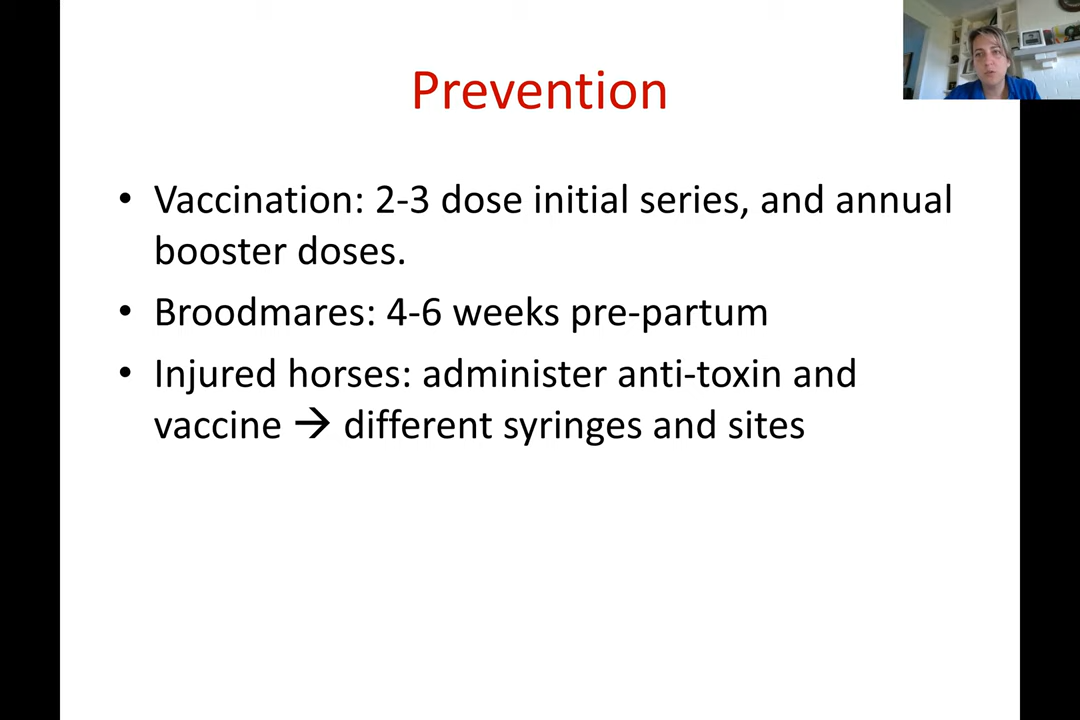 Prevention
• Vaccination: 2-3 dose initial series, and annual
booster doses.
• Broodmares: 4-6 weeks pre-partum
• Injured horses: administer anti-toxin and
vaccine → different syringes and sites